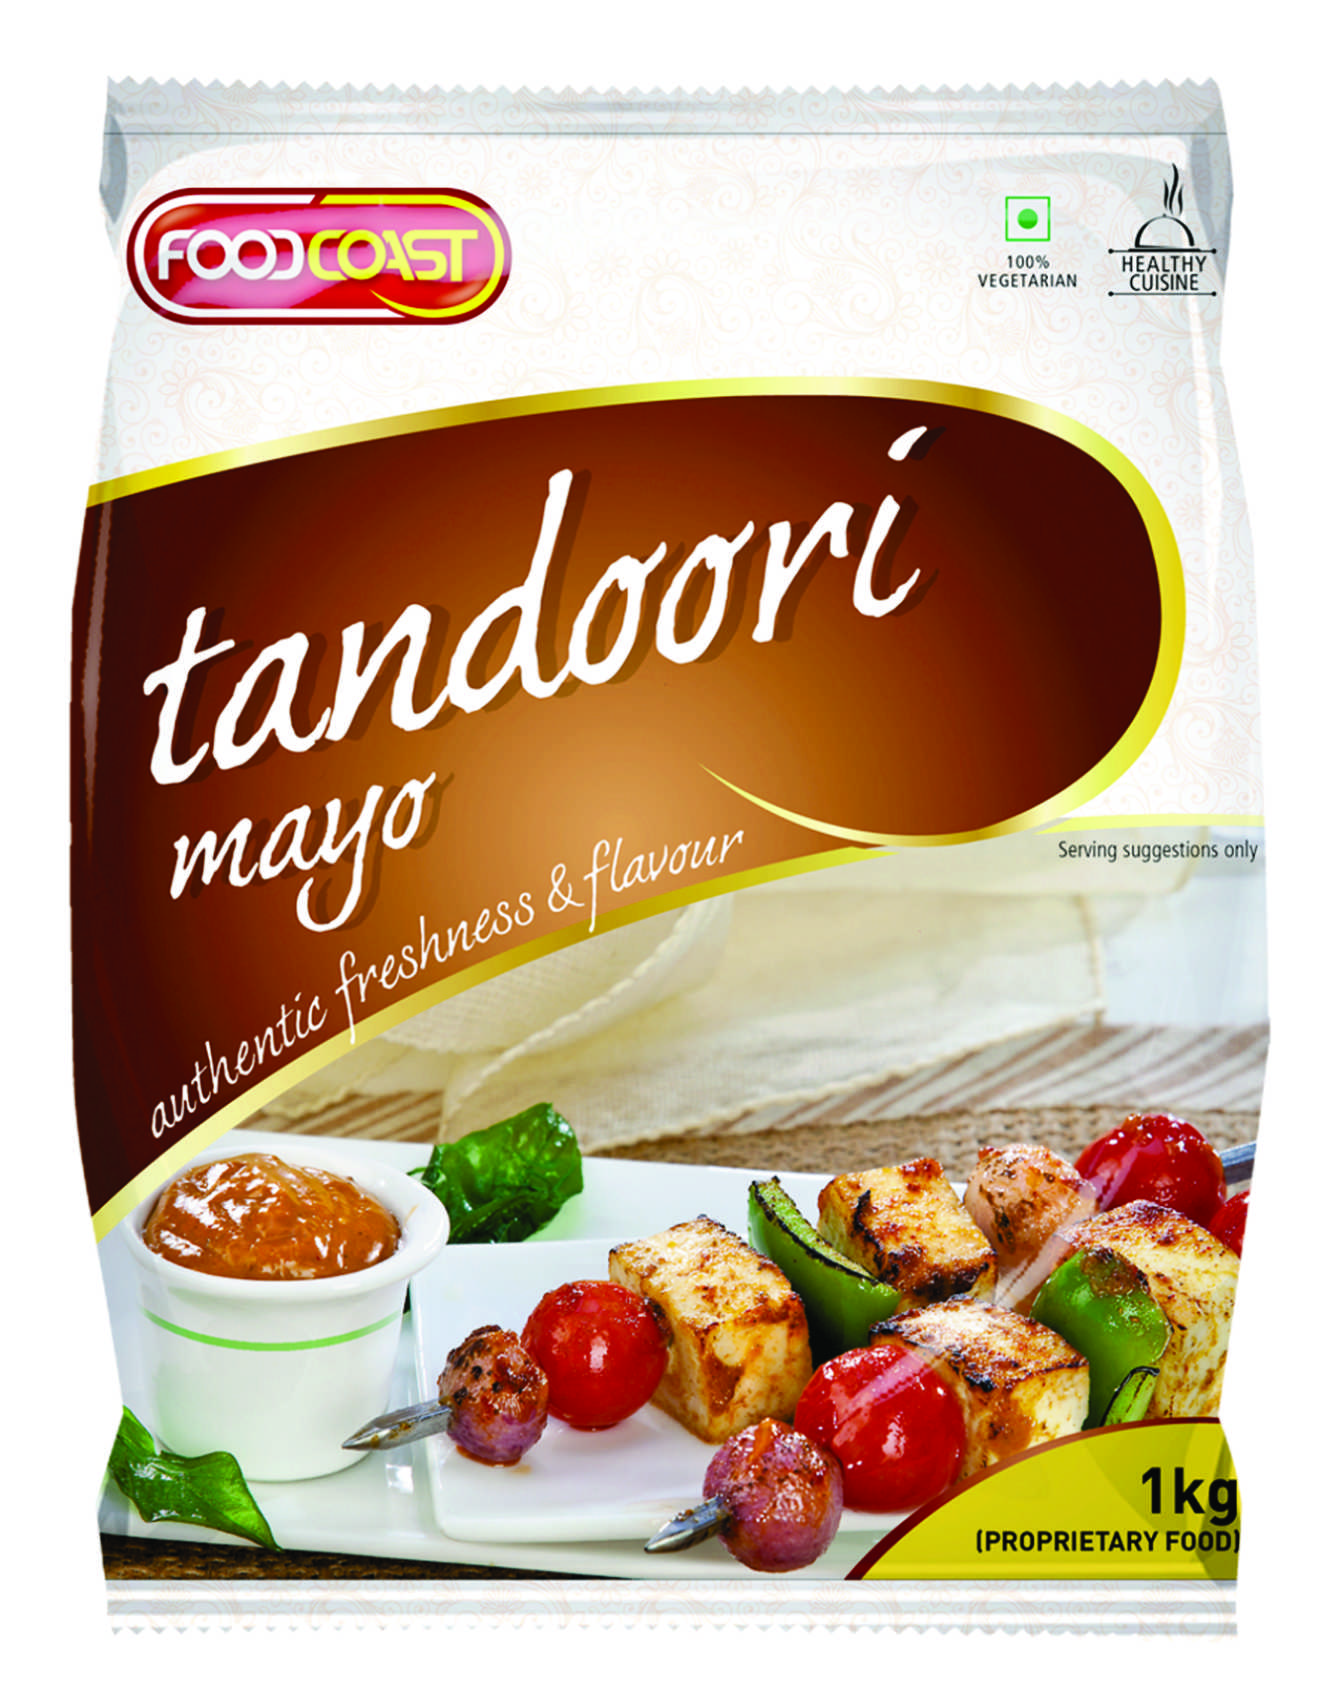 FOODCOAST
100%
VEGETARIAN
HEALTHY
CUISINE
tandoori
mayo
authentic freshness & flavour
Serving suggestions only
1kg
(PROPRIETARY FOOD)